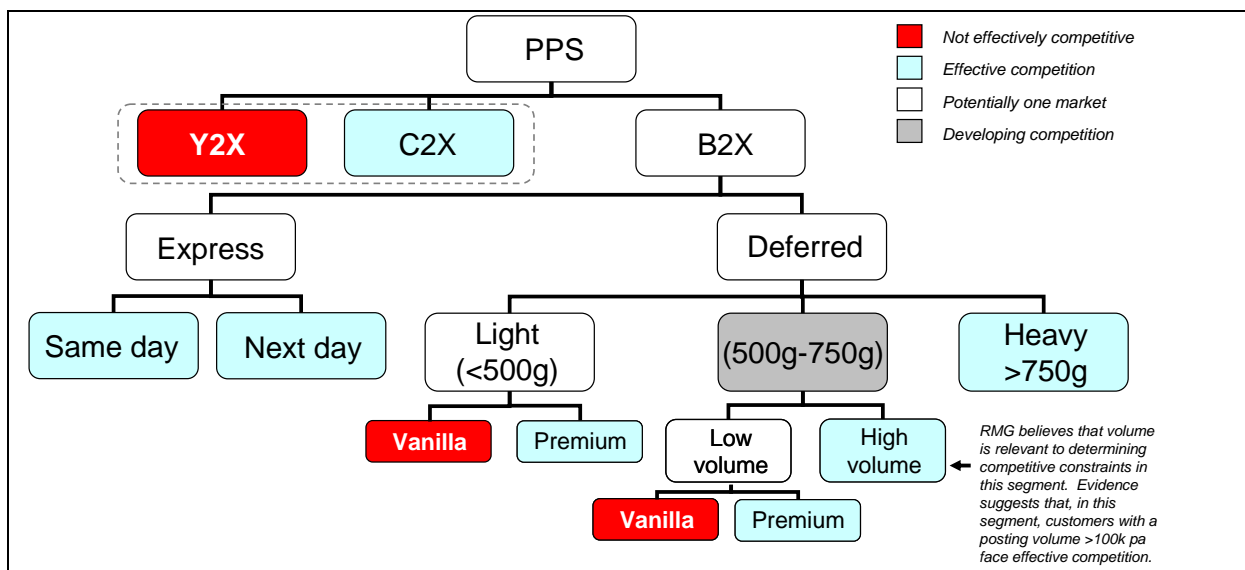 PPS
Not effectively competitive
Effective competition
Potentially one market
Developing competition
Y2X
C2X
B2X
Express
Deferred
Same day
Next day
Light
(<500g)
(500g-750g)
Heavy
>750g
Vanilla
Premium
Low
volume
High
volume
Vanilla
Premium
RMG believes that volume
is relevant to determining
competitive constraints in
this segment. Evidence
suggests that, in this
segment, customers with a
posting volume >100k pa
face effective competition.